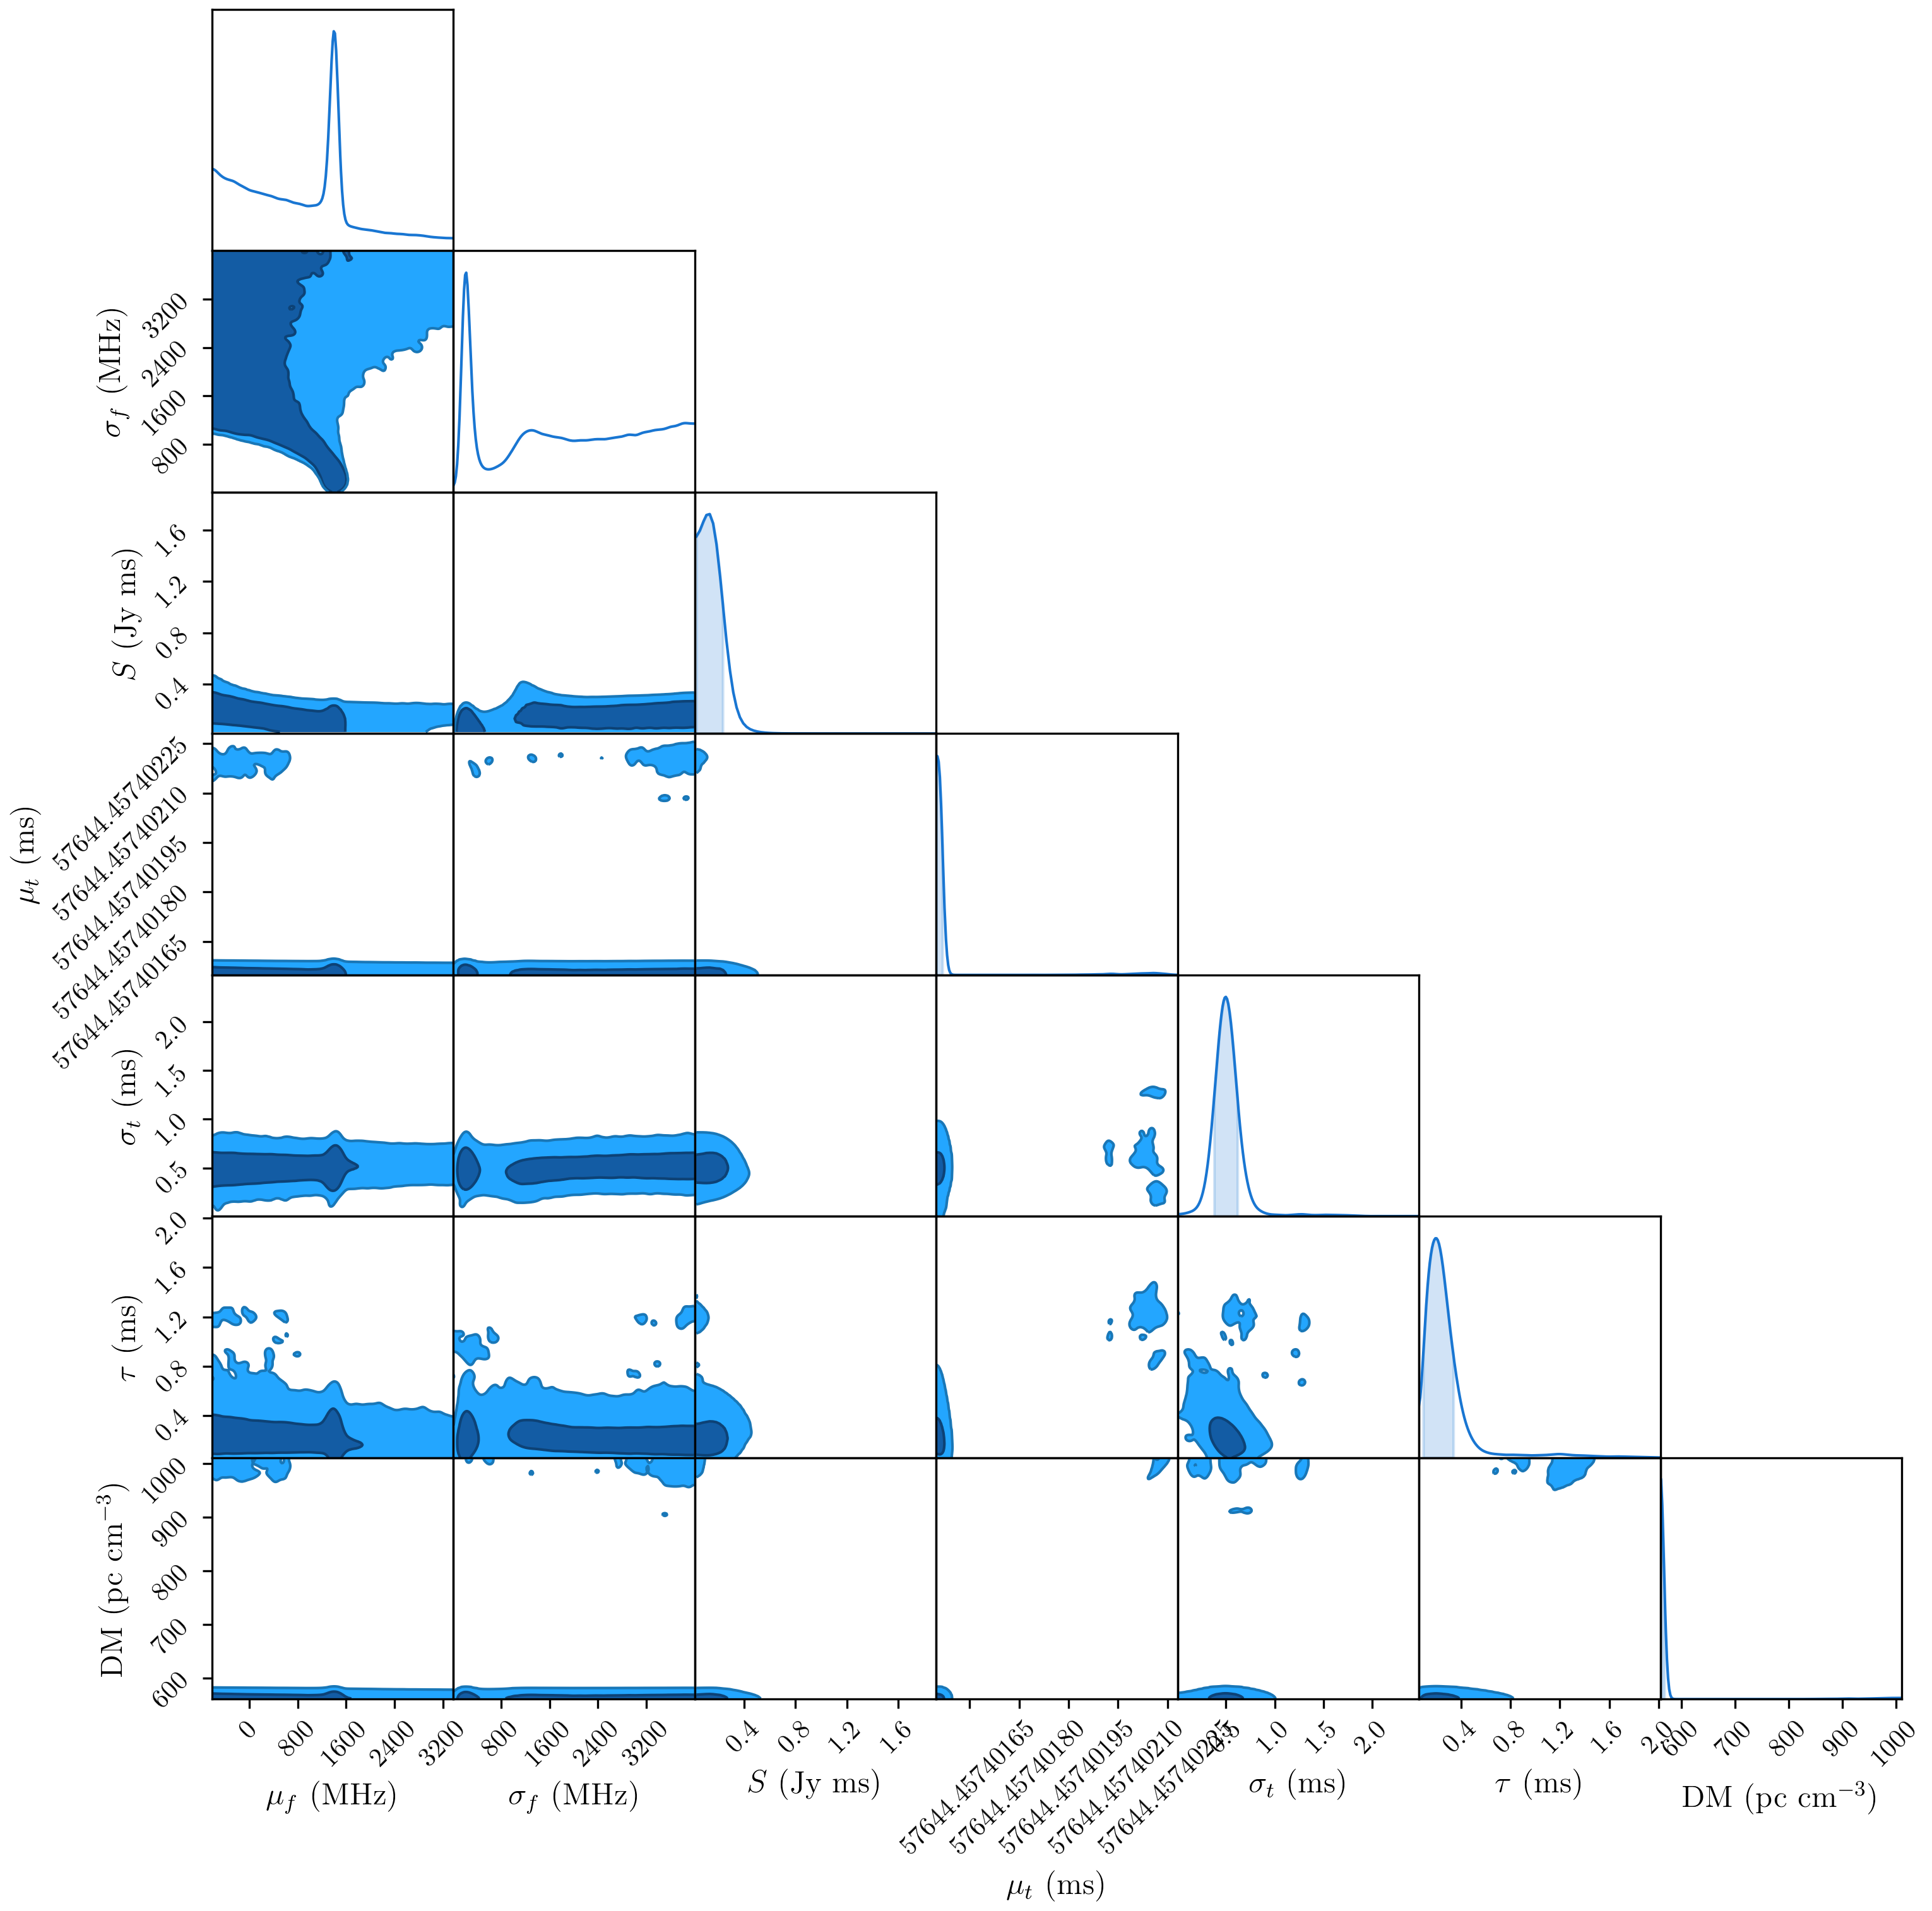 3200
2400
1600
800
σ_f (MHz)
1.6
1.2
0.8
0.4
S (Jy ms)
57644.45740225
57644.45740210
57644.45740195
57644.45740180
57644.45740165
μ_t (ms)
2.0
1.5
1.0
0.5
σ_t (ms)
2.0
1.6
1.2
0.8
0.4
τ (ms)
1000
900
800
700
600
DM (pc cm⁻³)
0 800 1600 2400 3200
μ_f (MHz)
800 1600 2400 3200
σ_f (MHz)
0.4 0.8 1.2 1.6
S (Jy ms)
57644.45740165 57644.45740180 57644.45740195 57644.45740210 57644.45740225
μ_t (ms)
0.5 1.0 1.5 2.0
σ_t (ms)
0.4 0.8 1.2 1.6 2.0
τ (ms)
600 700 800 900 1000
DM (pc cm⁻³)